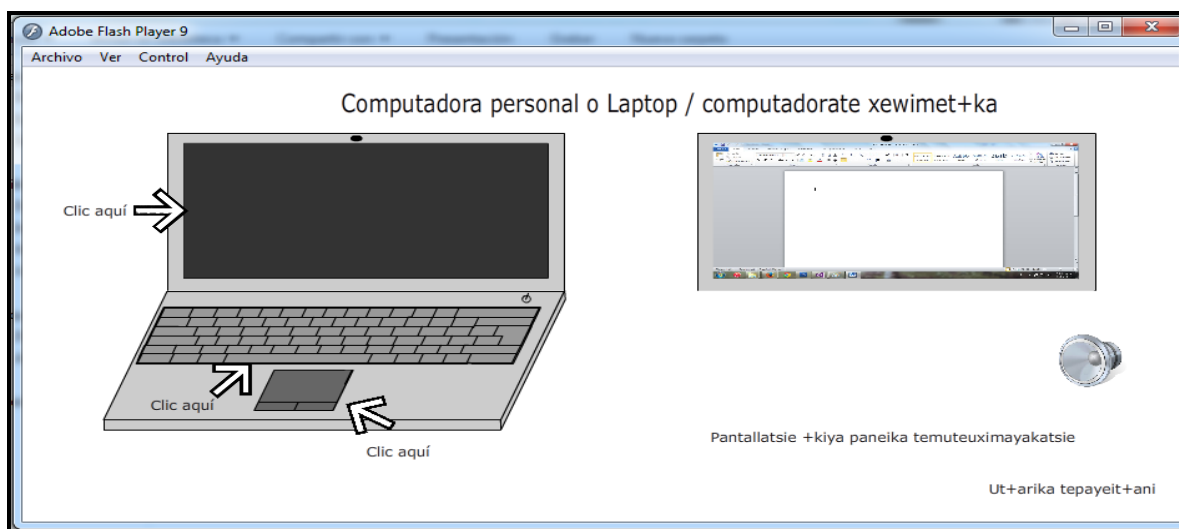 Adobe Flash Player 9
Archivo Ver Control Ayuda
Computadora personal o Laptop / computadorate xewimet+ka
Clic aquí
Clic aquí
Clic aquí
Pantallatsie +kiya paneika temuteuximayakatsie
Ut+arika tepayeit+ani